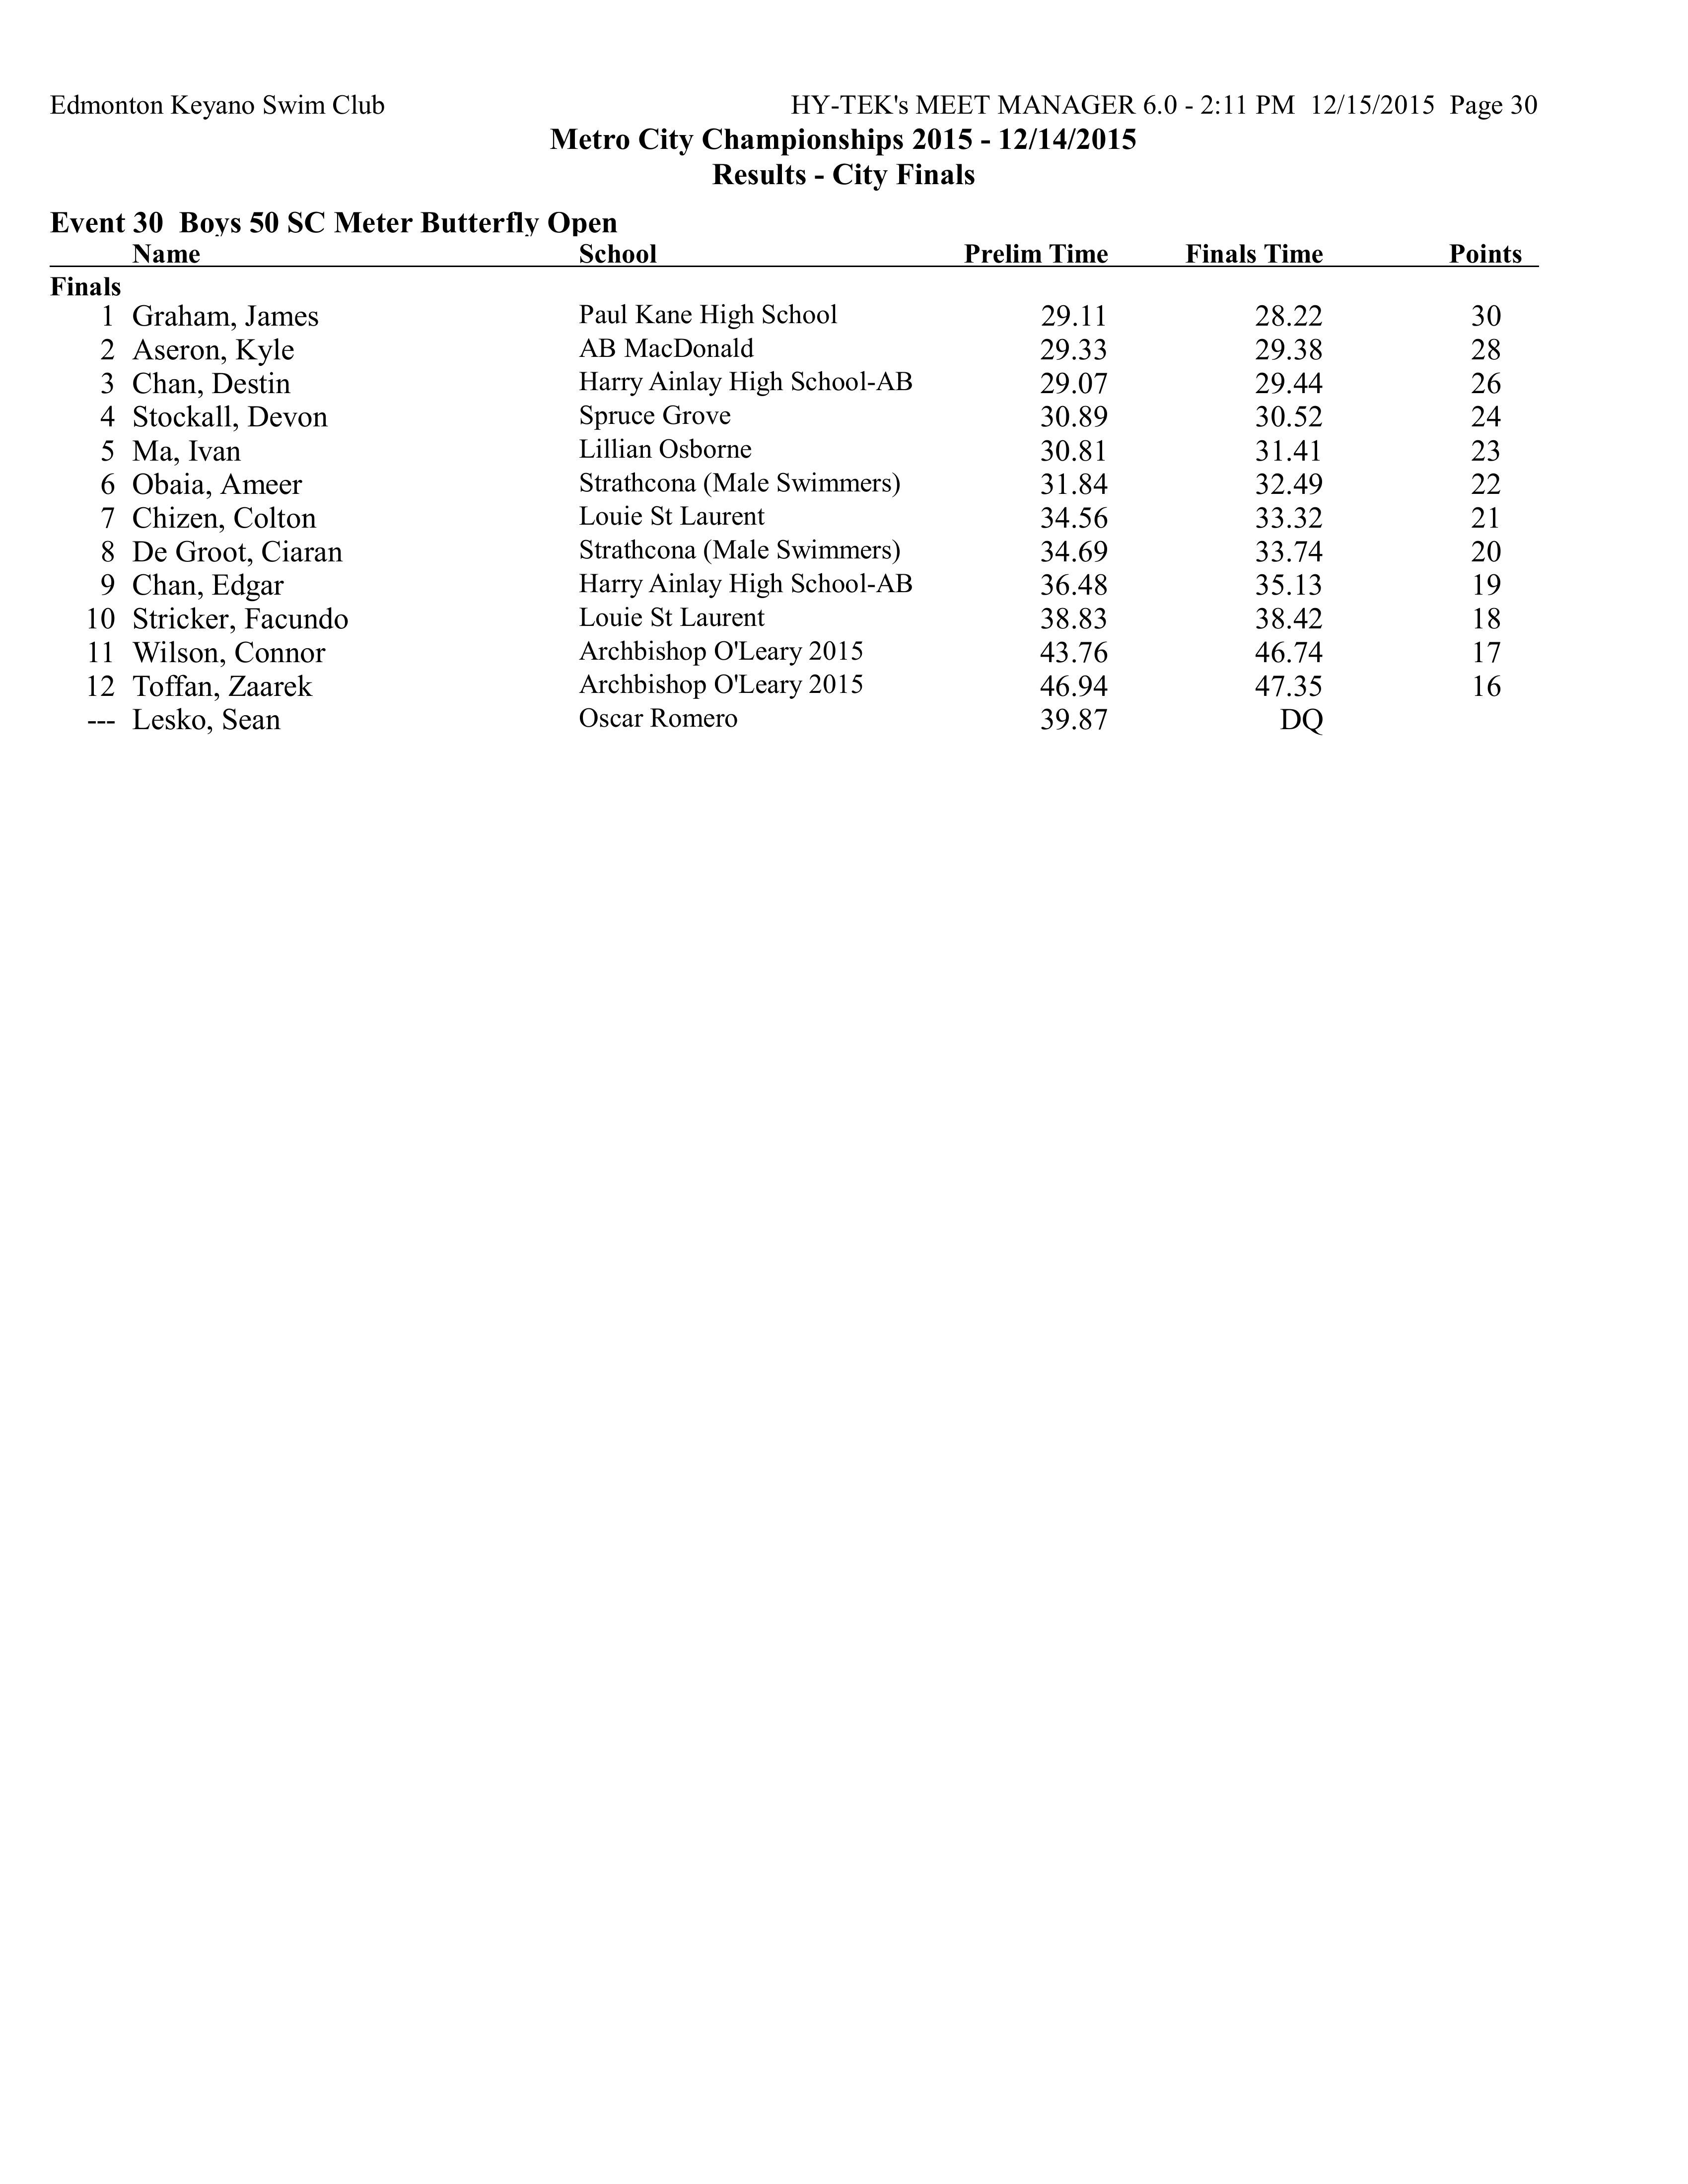 Edmonton Keyano Swim Club HY-TEK's MEET MANAGER 6.0 - 2:11 PM 12/15/2015 Page 30
Metro City Championships 2015 - 12/14/2015
Results - City Finals
Event 30 Boys 50 SC Meter Butterfly Open
Name School Prelim Time Finals Time Points
Finals
1 Graham, James Paul Kane High School 29.11 28.22 30
2 Aseron, Kyle AB MacDonald 29.33 29.38 28
3 Chan, Destin Harry Ainlay High School-AB 29.07 29.44 26
4 Stockall, Devon Spruce Grove 30.89 30.52 24
5 Ma, Ivan Lillian Osborne 30.81 31.41 23
6 Obaia, Ameer Strathcona (Male Swimmers) 31.84 32.49 22
7 Chizen, Colton Louie St Laurent 34.56 33.32 21
8 De Groot, Ciaran Strathcona (Male Swimmers) 34.69 33.74 20
9 Chan, Edgar Harry Ainlay High School-AB 36.48 35.13 19
10 Stricker, Facundo Louie St Laurent 38.83 38.42 18
11 Wilson, Connor Archbishop O'Leary 2015 43.76 46.74 17
12 Toffan, Zaarek Archbishop O'Leary 2015 46.94 47.35 16
--- Lesko, Sean Oscar Romero 39.87 DQ